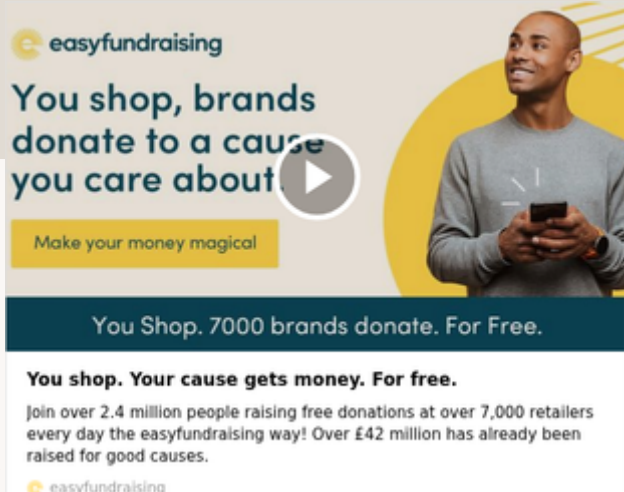 easyfundraising
You shop, brands
donate to a cause
you care about.
Make your money magical
You Shop. 7000 brands donate. For Free.
You shop. Your cause gets money. For free.
Join over 2.4 million people raising free donations at over 7,000 retailers
every day the easyfundraising way! Over £42 million has already been
raised for good causes.
easyfundraising